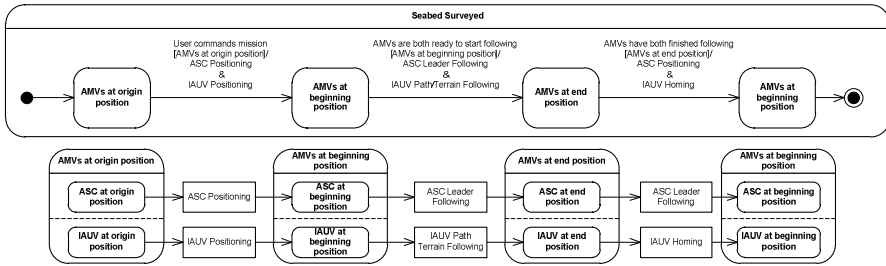 Seabed Surveyed
User commands mission
[AMVs at origin position]/
ASC Positioning
&
IAUV Positioning
AMVs are both ready to start following
[AMVs at beginning position]/
ASC Leader Following
&
IAUV Path/Terrain Following
AMVs have both finished following
[AMVs at end position]/
ASC Positioning
&
IAUV Homing
AMVs at origin
position
AMVs at
beginning
position
AMVs at end
position
AMVs at
beginning
position
AMVs at origin position
AMVs at beginning
position
AMVs at end position
AMVs at beginning
position
ASC at origin
position
ASC Positioning
ASC at
beginning
position
ASC Leader
Following
ASC at end
position
ASC Leader
Following
ASC at beginning
position
IAUV at origin
position
IAUV Positioning
IAUV at
beginning
position
IAUV Path
Terrain Following
IAUV at end
position
IAUV Homing
IAUV at beginning
position